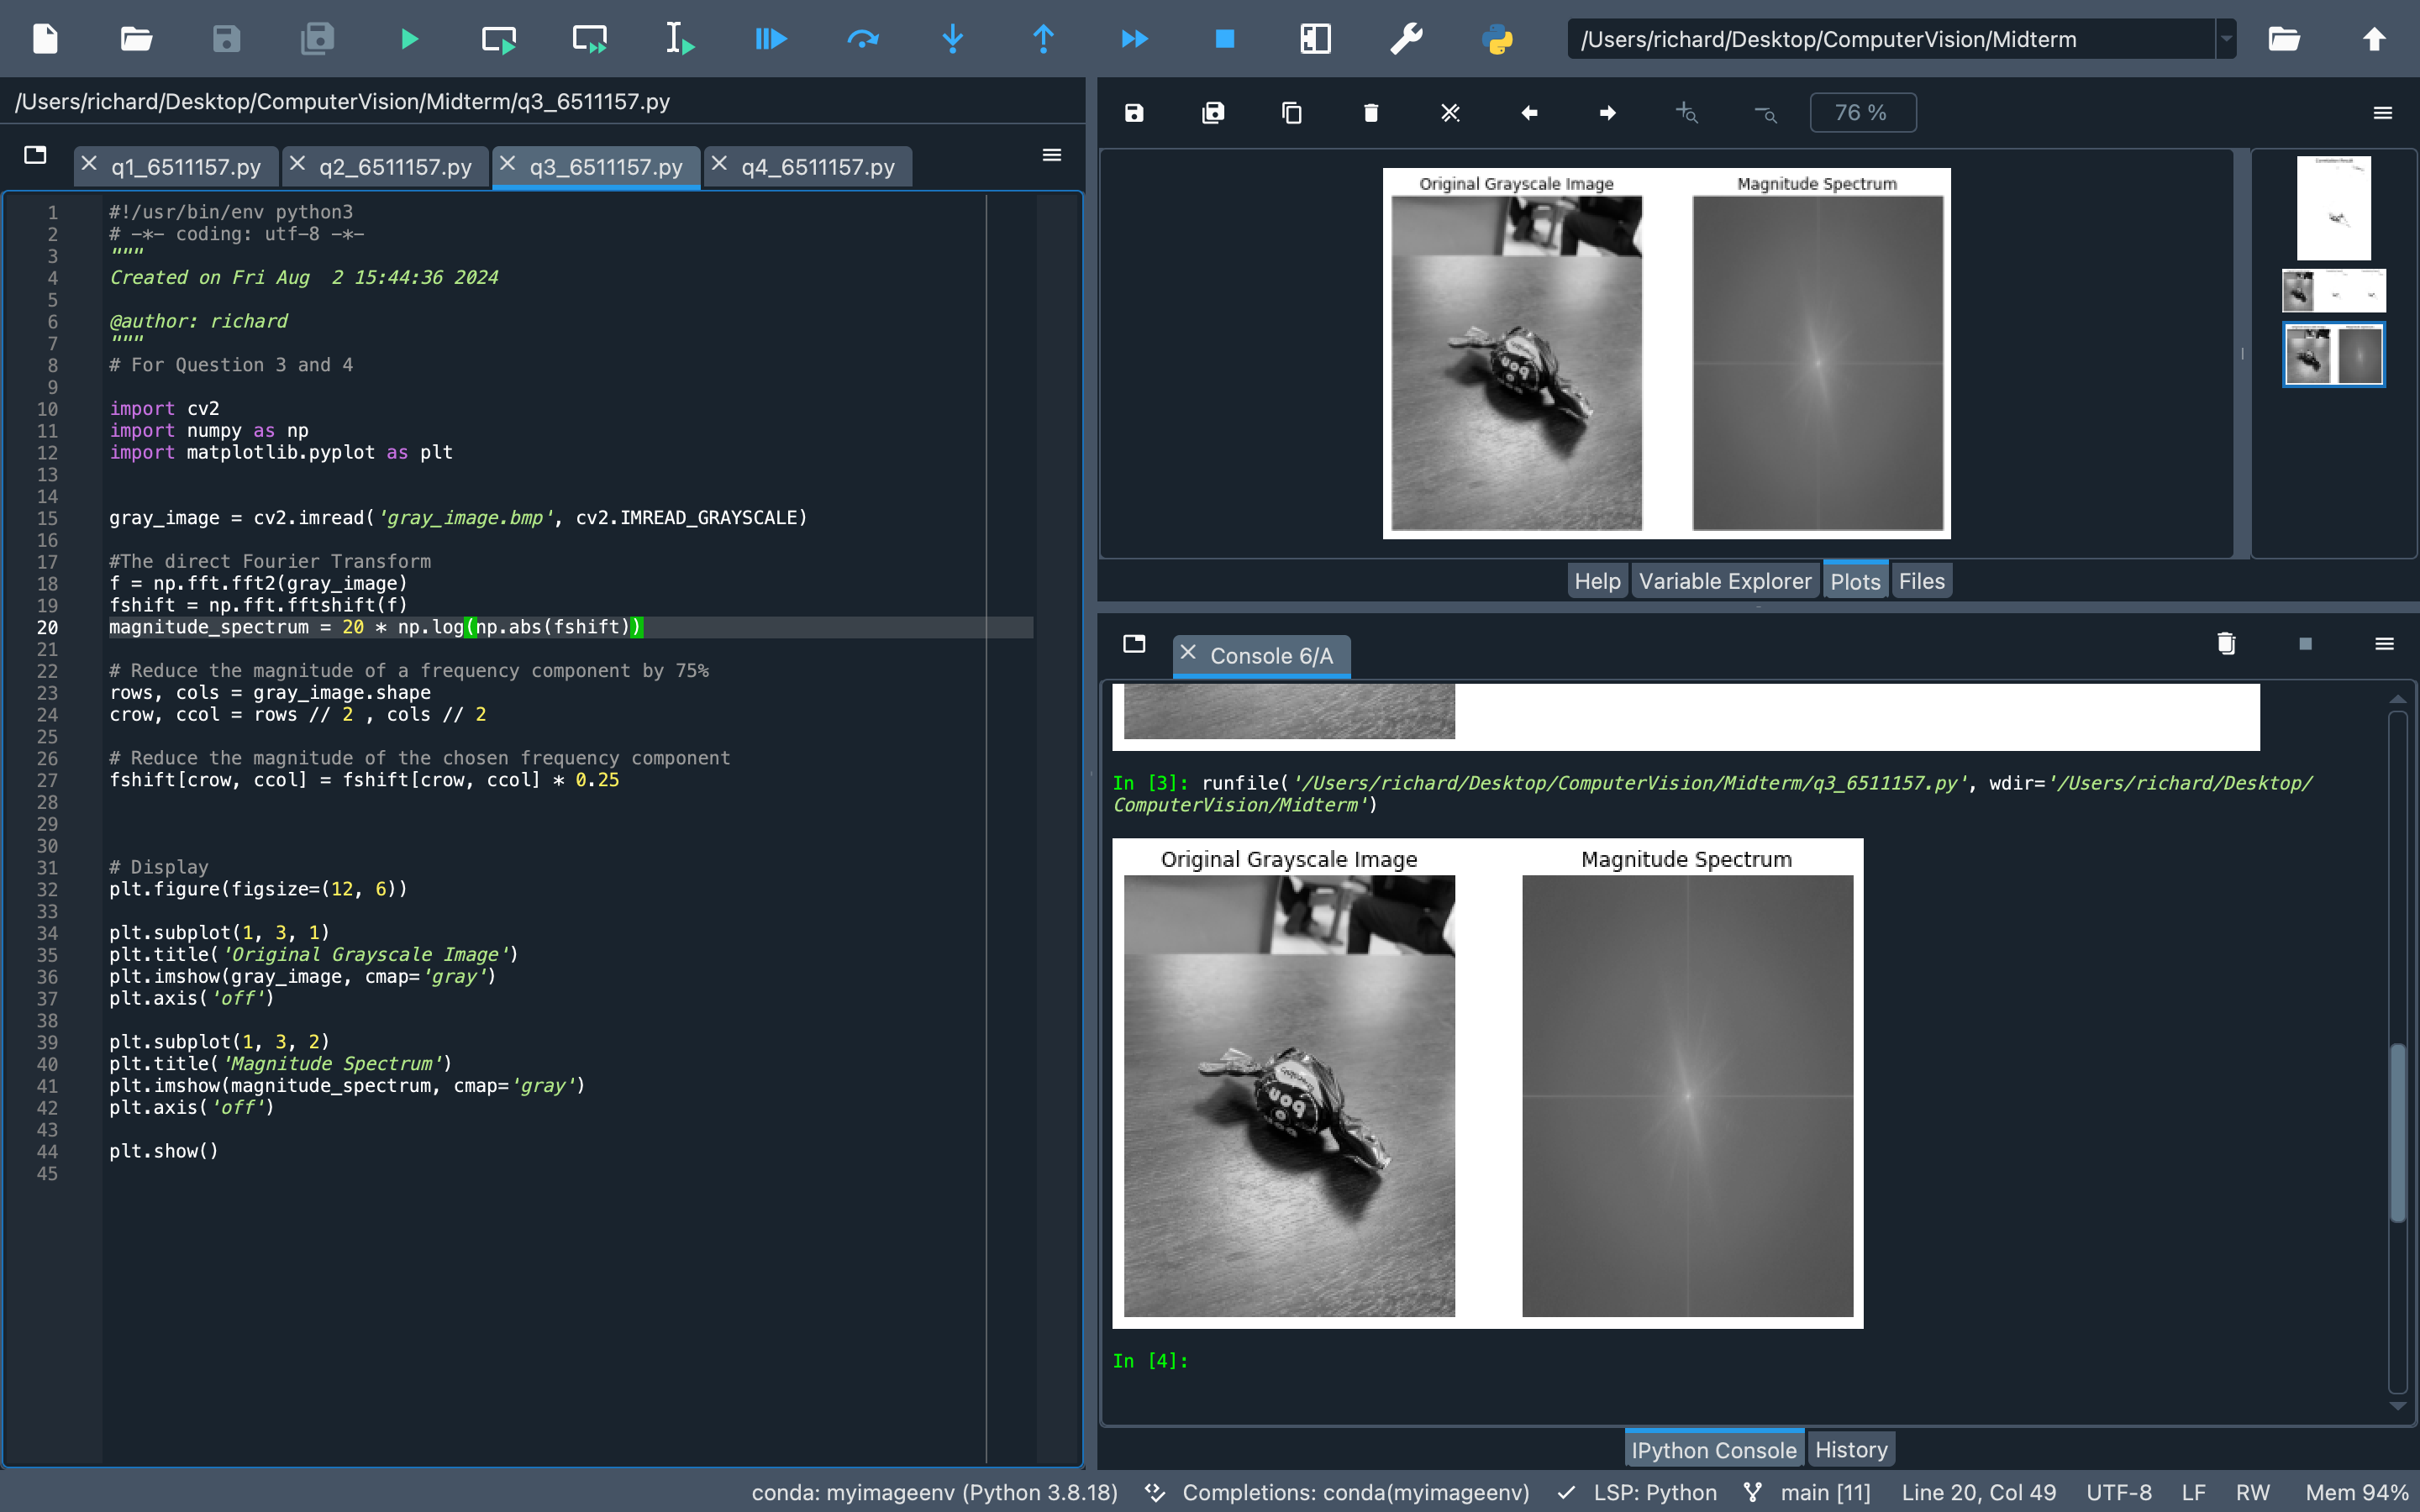 /Users/richard/Desktop/ComputerVision/Midterm
/Users/richard/Desktop/ComputerVision/Midterm/q3_6511157.py
q1_6511157.py
q2_6511157.py
q3_6511157.py
q4_6511157.py
1 #!/usr/bin/env python3
2 # -*- coding: utf-8 -*-
3 """
4 Created on Fri Aug  2 15:44:36 2024
5
6 @author: richard
7 """
8 # For Question 3 and 4
9
10 import cv2
11 import numpy as np
12 import matplotlib.pyplot as plt
13
14
15 gray_image = cv2.imread('gray_image.bmp', cv2.IMREAD_GRAYSCALE)
16
17 #The direct Fourier Transform
18 f = np.fft.fft2(gray_image)
19 fshift = np.fft.fftshift(f)
20 magnitude_spectrum = 20 * np.log(np.abs(fshift))
21
22 # Reduce the magnitude of a frequency component by 75%
23 rows, cols = gray_image.shape
24 crow, ccol = rows // 2 , cols // 2
25
26 # Reduce the magnitude of the chosen frequency component
27 fshift[crow, ccol] = fshift[crow, ccol] * 0.25
28
29
30
31 # Display
32 plt.figure(figsize=(12, 6))
33
34 plt.subplot(1, 3, 1)
35 plt.title('Original Grayscale Image')
36 plt.imshow(gray_image, cmap='gray')
37 plt.axis('off')
38
39 plt.subplot(1, 3, 2)
40 plt.title('Magnitude Spectrum')
41 plt.imshow(magnitude_spectrum, cmap='gray')
42 plt.axis('off')
43
44 plt.show()
45
76 %
Original Grayscale Image
Magnitude Spectrum
Help
Variable Explorer
Plots
Files
Console 6/A
In [3]: runfile('/Users/richard/Desktop/ComputerVision/Midterm/q3_6511157.py', wdir='/Users/richard/Desktop/
ComputerVision/Midterm')
Original Grayscale Image
Magnitude Spectrum
In [4]:
IPython Console
History
conda: myimageenv (Python 3.8.18)
Completions: conda(myimageenv)
LSP: Python
main [11]
Line 20, Col 49
UTF-8
LF
RW
Mem 94%